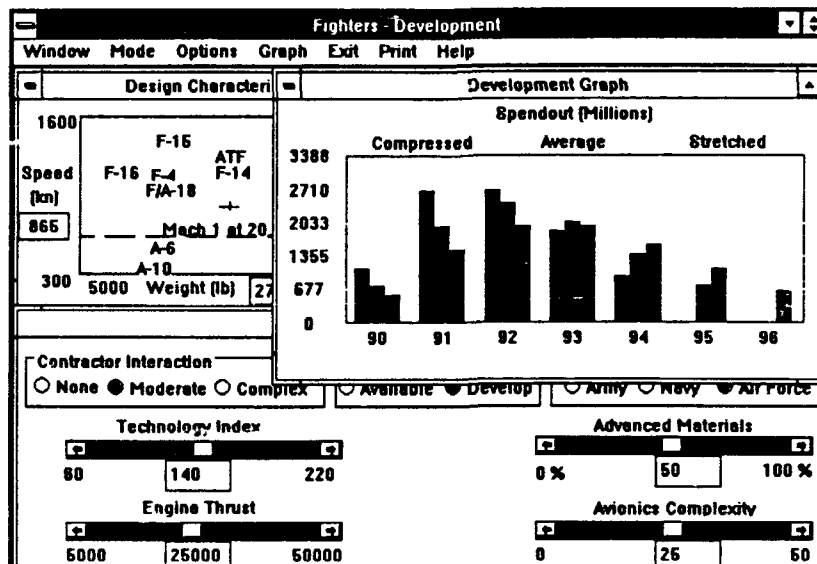 Fighters - Development
Window Mode Options Graph Exit Print Help
Design Characteri
1600
Speed
(kn)
865
300
F-15
ATF
F-16 F-4 F-14
F/A-18
Mach 1 at 20
A-6
A-10
5000 Weight (lb) 27
Development Graph
Spendout (Millions)
Compressed Average Stretched
3388
2710
2033
1355
677
0
90 91 92 93 94 95 96
Contractor Interaction
None Moderate Complex Available Develop Army Navy Air Force
Technology Index
60 140 220
Advanced Materials
0 % 50 100 %
Engine Thrust
5000 25000 50000
Avionics Complexity
0 25 50